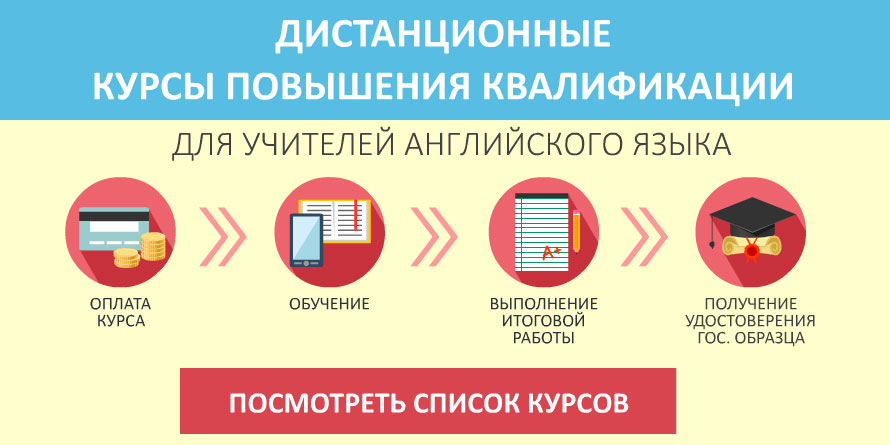 ДИСТАНЦИОННЫЕ
КУРСЫ ПОВЫШЕНИЯ КВАЛИФИКАЦИИ
ДЛЯ УЧИТЕЛЕЙ АНГЛИЙСКОГО ЯЗЫКА
A+
ОПЛАТА
КУРСА
ОБУЧЕНИЕ
ВЫПОЛНЕНИЕ
ИТОГОВОЙ
РАБОТЫ
ПОЛУЧЕНИЕ
УДОСТОВЕРЕНИЯ
ГОС. ОБРАЗЦА
ПОСМОТРЕТЬ СПИСОК КУРСОВ